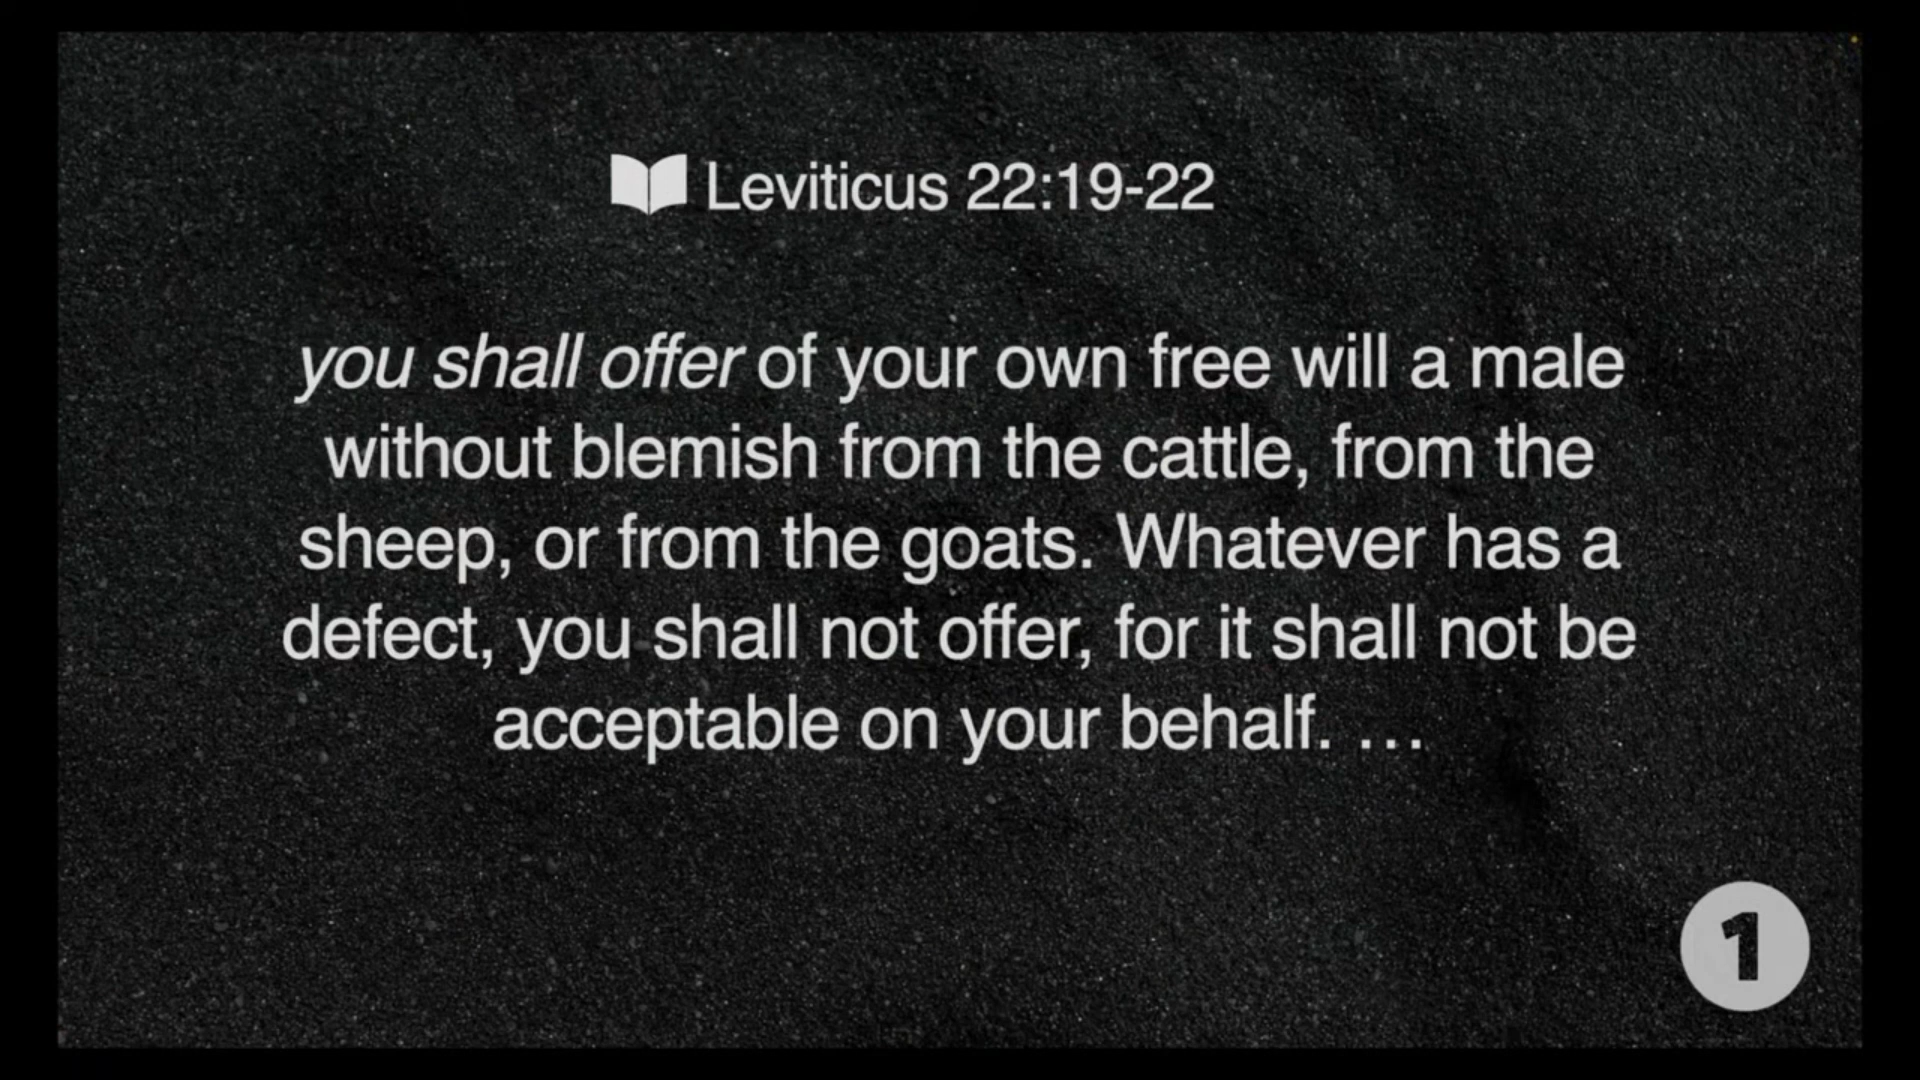 Leviticus 22:19-22
you shall offer of your own free will a male
without blemish from the cattle, from the
sheep, or from the goats. Whatever has a
defect, you shall not offer, for it shall not be
acceptable on your behalf. …
1